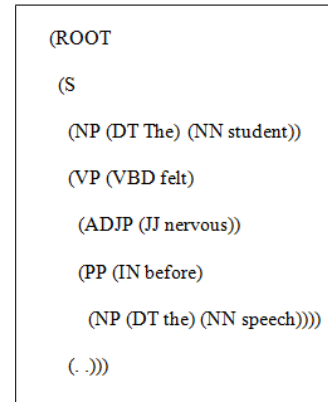 (ROOT
(S
(NP (DT The) (NN student))
(VP (VBD felt)
(ADJP (JJ nervous))
(PP (IN before)
(NP (DT the) (NN speech))))
(. .)))